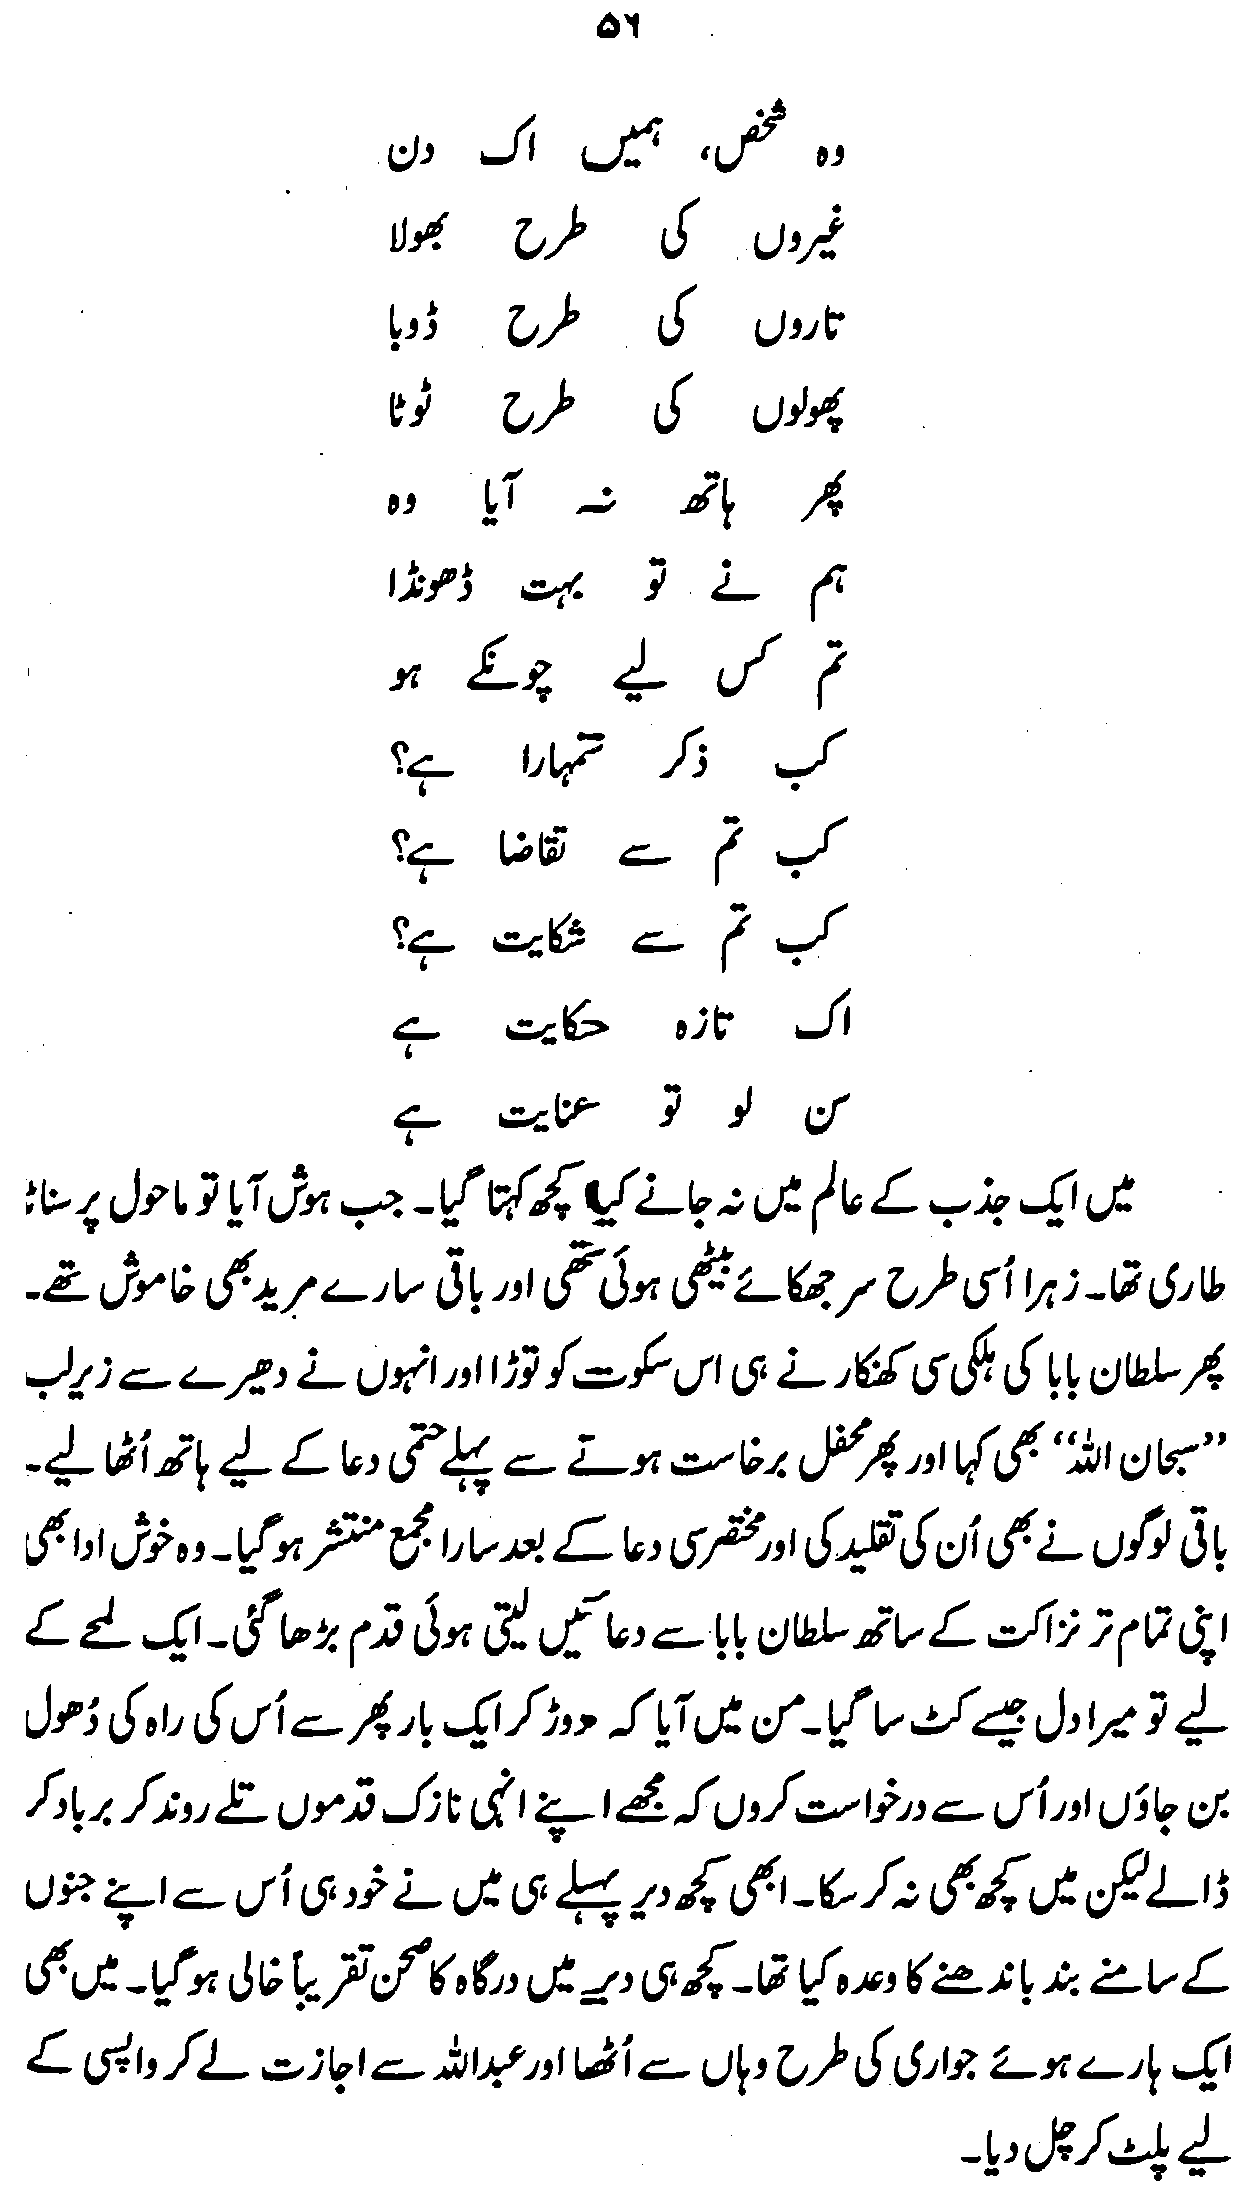 ۵۶
وہ شخص، ہمیں اک دن
غیروں کی طرح بھولا
تاروں کی طرح ڈوبا
پھولوں کی طرح ٹوٹا
پھر ہاتھ نہ آیا وہ
ہم نے تو بہت ڈھونڈا
تم کس لیے چونکے ہو
کب ذکر تمہارا ہے؟
کب تم سے تقاضا ہے؟
کب تم سے شکایت ہے؟
اک تازہ حکایت ہے
سن لو تو عنایت ہے
میں ایک جذب کے عالم میں نہ جانے کیا کچھ کہتا گیا۔ جب ہوش آیا تو ماحول پر سناٹا
طاری تھا۔ زہرا اُسی طرح سر جھکائے بیٹھی ہوئی تھی اور باقی سارے مرید بھی خاموش تھے۔
پھر سلطان بابا کی ہلکی سی کھنکار نے ہی اس سکوت کو توڑا اور انہوں نے دھیرے سے زیرلب
”سبحان اللہ“ بھی کہا اور پھر محفل برخاست ہونے سے پہلے حتمی دعا کے لیے ہاتھ اُٹھا لیے۔
باقی لوگوں نے بھی اُن کی تقلید کی اور مختصر سی دعا کے بعد سارا مجمع منتشر ہو گیا۔ وہ خوش ادا بھی
اپنی تمام تر نزاکت کے ساتھ سلطان بابا سے دعائیں لیتی ہوئی قدم بڑھا گئی۔ ایک لمحے کے
لیے تو میرا دل جیسے کٹ سا گیا۔ من میں آیا کہ دوڑ کر ایک بار پھر سے اُس کی راہ کی دُھول
بن جاؤں اور اُس سے درخواست کروں کہ مجھے اپنے انہی نازک قدموں تلے روند کر برباد کر
ڈالے لیکن میں کچھ بھی نہ کر سکا۔ ابھی کچھ دیر پہلے ہی میں نے خود ہی اُس سے اپنے جنوں
کے سامنے بند باندھنے کا وعدہ کیا تھا۔ کچھ ہی دیر میں درگاہ کا صحن تقریباً خالی ہو گیا۔ میں بھی
ایک ہارے ہوئے جواری کی طرح وہاں سے اُٹھا اور عبداللہ سے اجازت لے کر واپسی کے
لیے پلٹ کر چل دیا۔